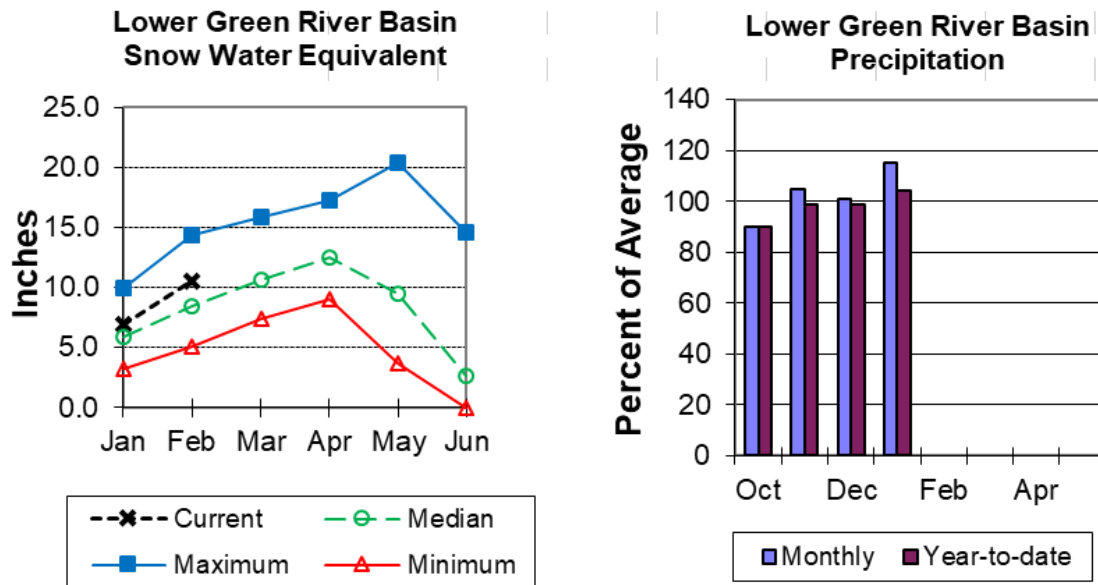 Lower Green River Basin
Snow Water Equivalent
25.0
20.0
15.0
10.0
5.0
0.0
Inches
Jan Feb Mar Apr May Jun
Current Median
Maximum Minimum
Lower Green River Basin
Precipitation
140
120
100
80
60
40
20
0
Percent of Average
Oct Dec Feb Apr
Monthly Year-to-date